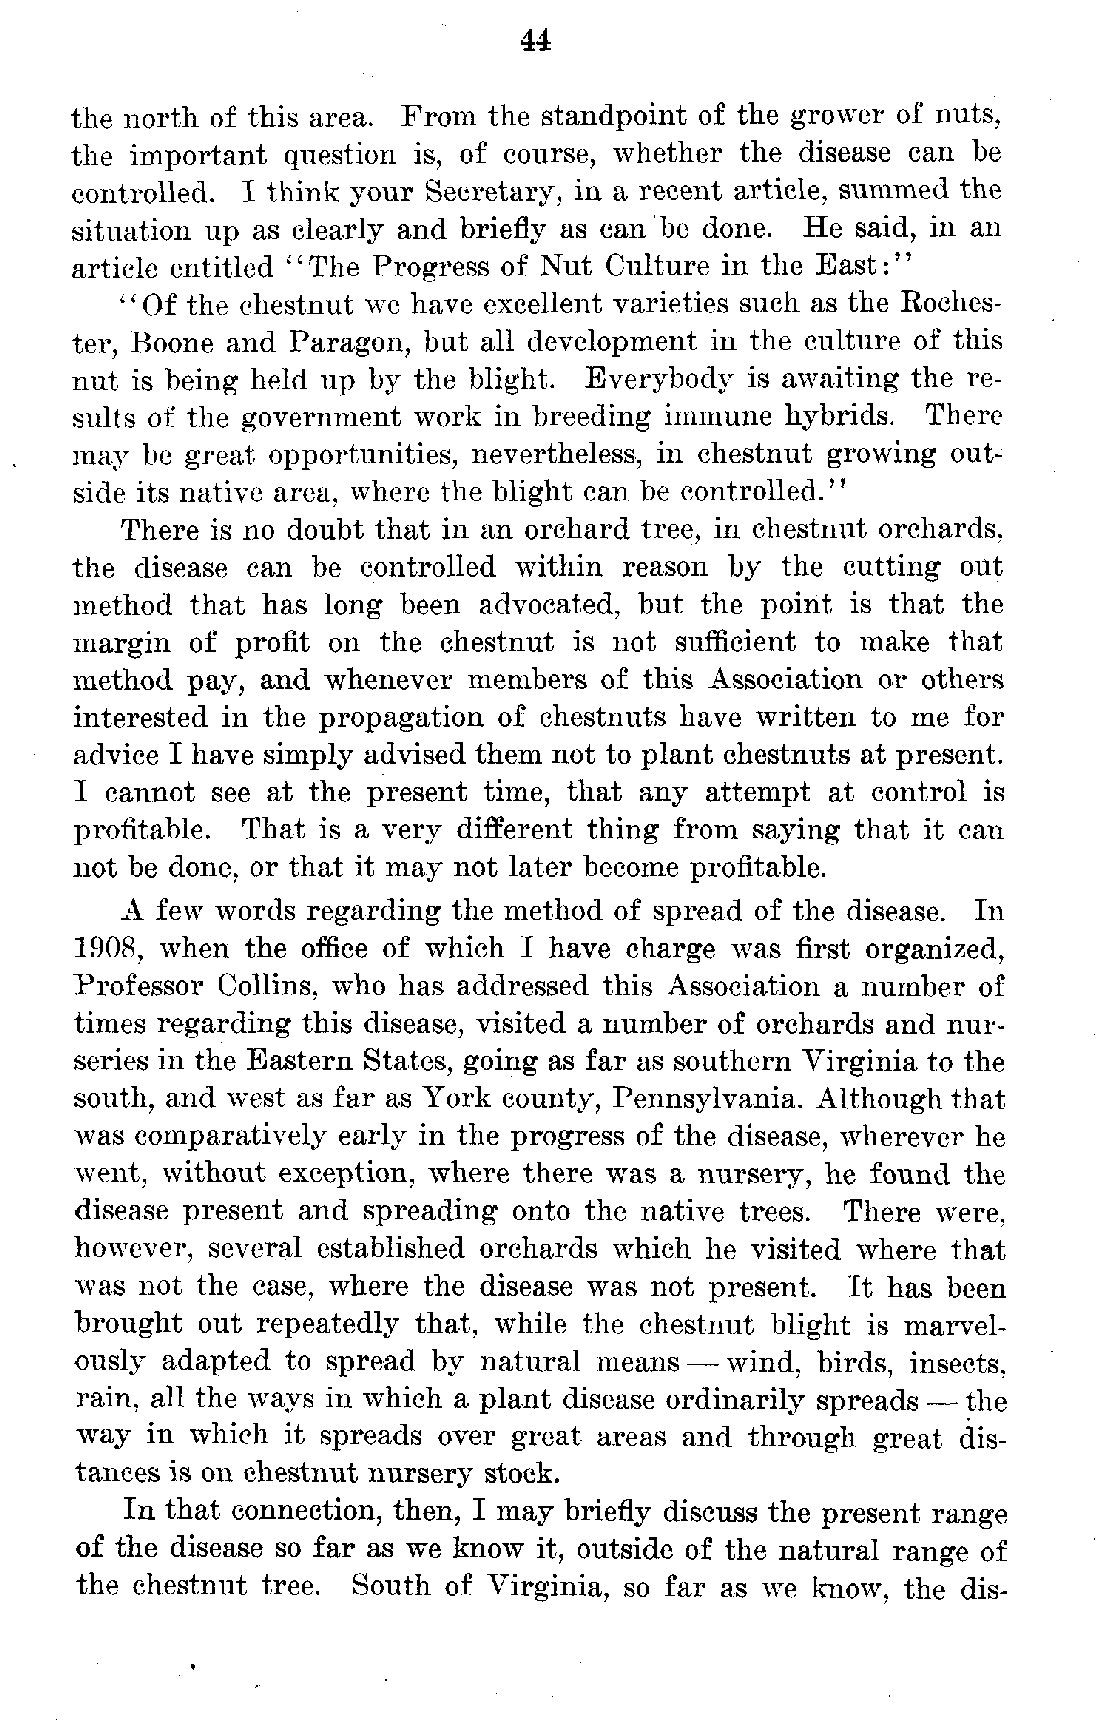 44
the north of this area. From the standpoint of the grower of nuts,
the important question is, of course, whether the disease can be
controlled. I think your Secretary, in a recent article, summed the
situation up as clearly and briefly as can be done. He said, in an
article entitled "The Progress of Nut Culture in the East:"
"Of the chestnut we have excellent varieties such as the Roches-
ter, Boone and Paragon, but all development in the culture of this
nut is being held up by the blight. Everybody is awaiting the re-
sults of the government work in breeding immune hybrids. There
may be great opportunities, nevertheless, in chestnut growing out-
side its native area, where the blight can be controlled."
There is no doubt that in an orchard tree, in chestnut orchards,
the disease can be controlled within reason by the cutting out
method that has long been advocated, but the point is that the
margin of profit on the chestnut is not sufficient to make that
method pay, and whenever members of this Association or others
interested in the propagation of chestnuts have written to me for
advice I have simply advised them not to plant chestnuts at present.
I cannot see at the present time, that any attempt at control is
profitable. That is a very different thing from saying that it can
not be done, or that it may not later become profitable.
A few words regarding the method of spread of the disease. In
1908, when the office of which I have charge was first organized,
Professor Collins, who has addressed this Association a number of
times regarding this disease, visited a number of orchards and nur-
series in the Eastern States, going as far as southern Virginia to the
south, and west as far as York county, Pennsylvania. Although that
was comparatively early in the progress of the disease, wherever he
went, without exception, where there was a nursery, he found the
disease present and spreading onto the native trees. There were,
however, several established orchards which he visited where that
was not the case, where the disease was not present. It has been
brought out repeatedly that, while the chestnut blight is marvel-
ously adapted to spread by natural means — wind, birds, insects,
rain, all the ways in which a plant disease ordinarily spreads — the
way in which it spreads over great areas and through great dis-
tances is on chestnut nursery stock.
In that connection, then, I may briefly discuss the present range
of the disease so far as we know it, outside of the natural range of
the chestnut tree. South of Virginia, so far as we know, the dis-